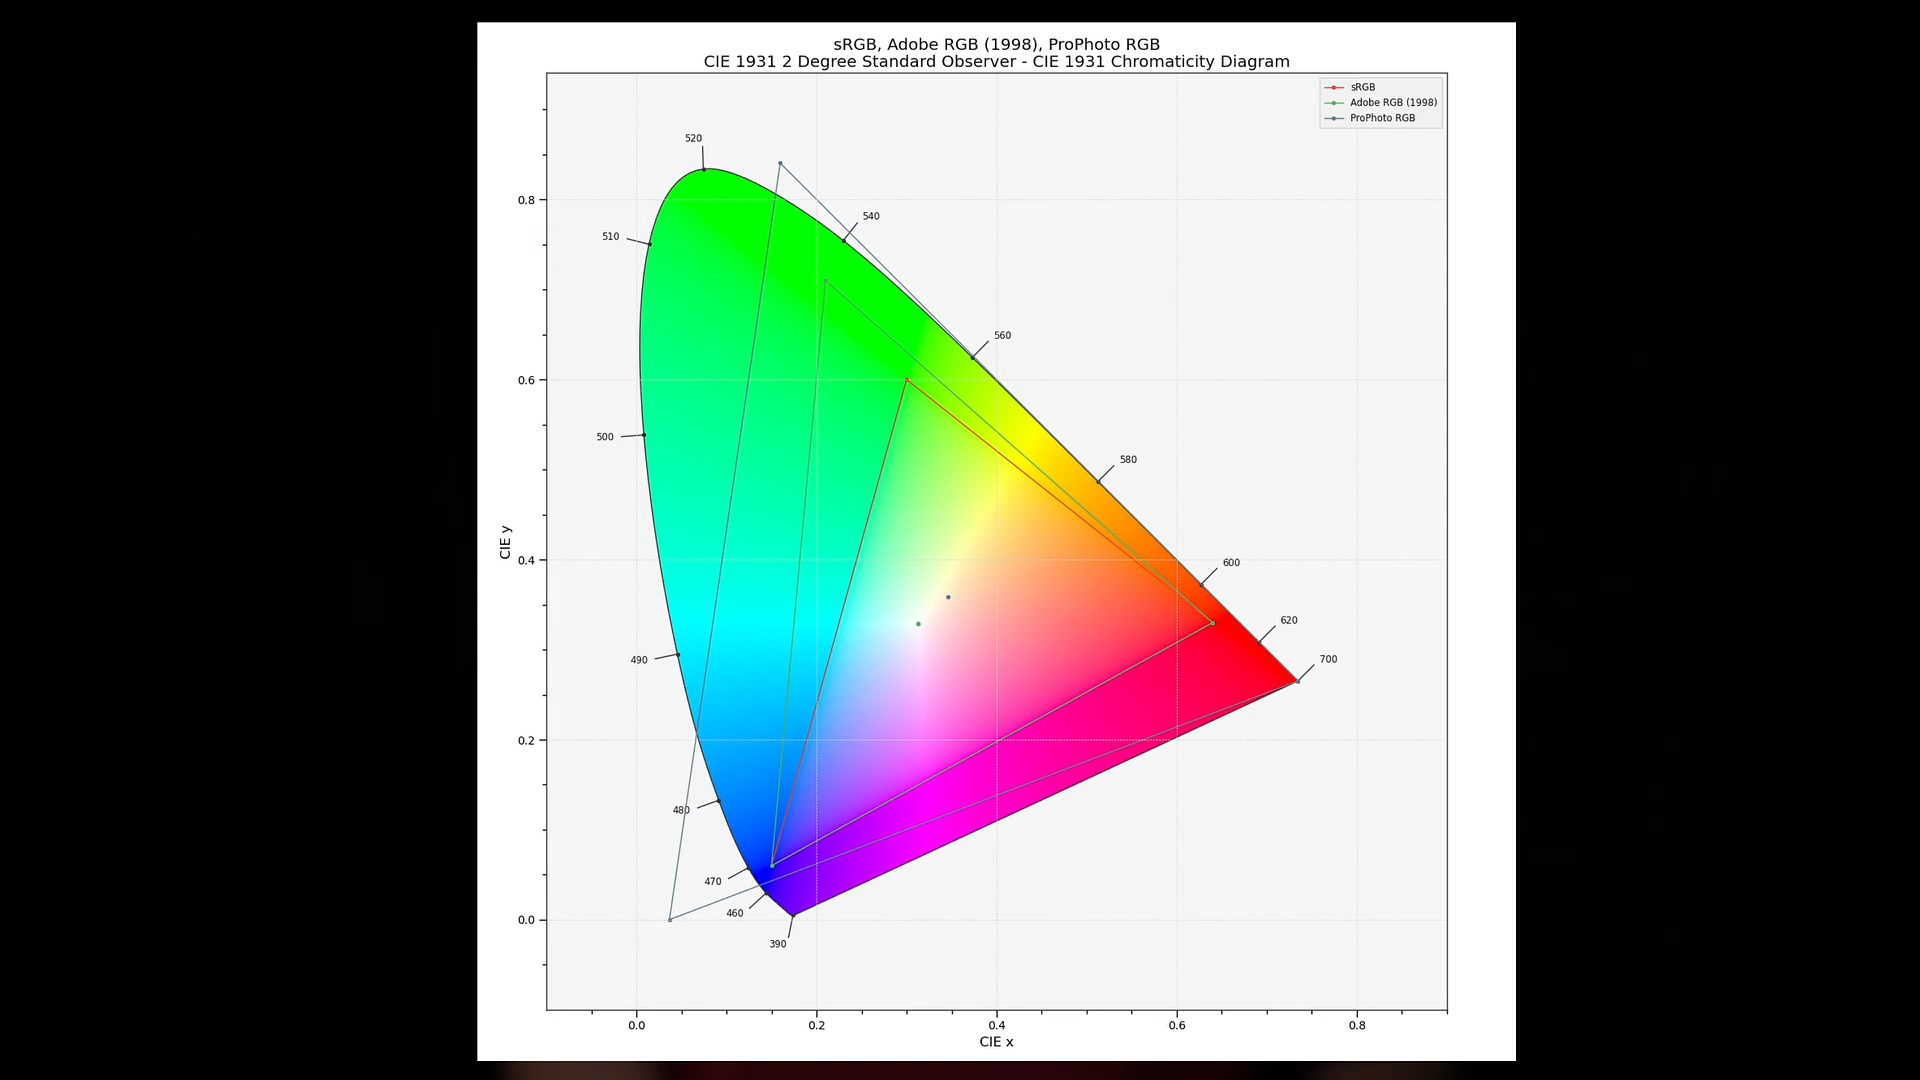 sRGB, Adobe RGB (1998), ProPhoto RGB
CIE 1931 2 Degree Standard Observer - CIE 1931 Chromaticity Diagram
sRGB
Adobe RGB (1998)
ProPhoto RGB
520
540
510
560
500
580
600
620
490
700
480
470
460
390
0.8
0.6
0.4
0.2
0.0
CIE y
0.0 0.2 0.4 0.6 0.8
CIE x